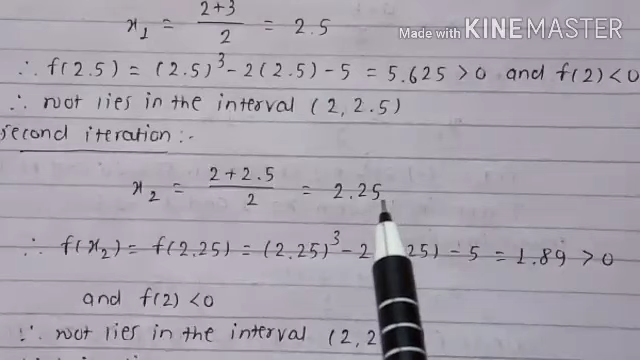 Made with KINEMASTER
x₁ = 2+3/2 = 2.5
∴ f(2.5) = (2.5)³ - 2(2.5) - 5 = 5.625 > 0 and f(2) < 0
∴ root lies in the interval (2, 2.5)
second iteration :-
x₂ = 2+2.5/2 = 2.25
∴ f(x₂) = f(2.25) = (2.25)³ - 2 25) - 5 = 1.89 > 0
and f(2) < 0
∵ root lies in the interval (2, 2